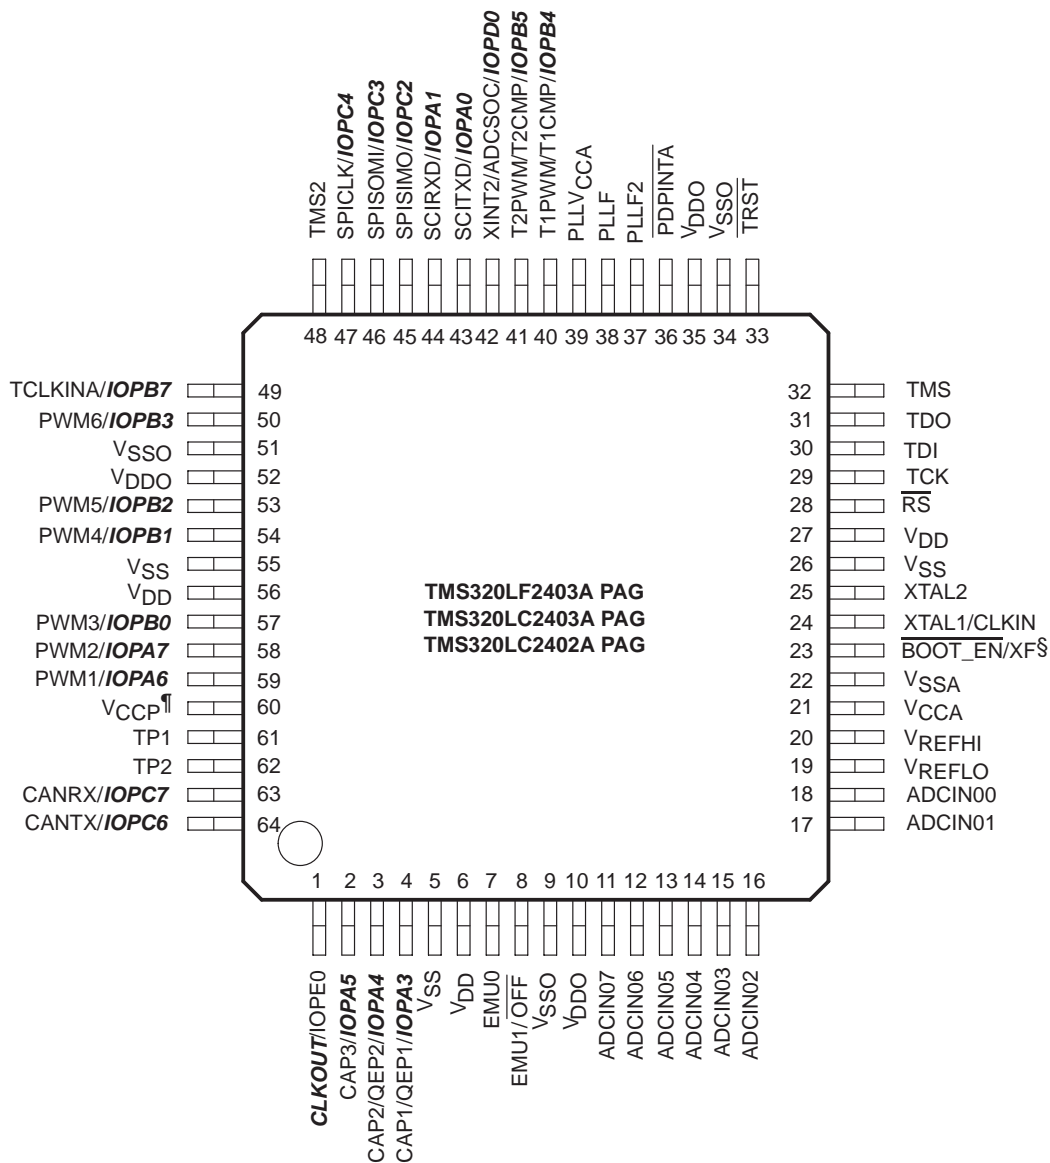 TMS2
SPICLK/IOPC4
SPISOMI/IOPC3
SPISIMO/IOPC2
SCIRXD/IOPA1
SCITXD/IOPA0
XINT2/ADCSOC/IOPD0
T2PWM/T2CMP/IOPB5
T1PWM/T1CMP/IOPB4
PLLVCCA
PLLF
PLLF2
PDPINTA
VDDO
VSSO
TRST
48 47 46 45 44 43 42 41 40 39 38 37 36 35 34 33
TCLKINA/IOPB7 49
PWM6/IOPB3 50
VSSO 51
VDDO 52
PWM5/IOPB2 53
PWM4/IOPB1 54
VSS 55
VDD 56
PWM3/IOPB0 57
PWM2/IOPA7 58
PWM1/IOPA6 59
VCCP¶ 60
TP1 61
TP2 62
CANRX/IOPC7 63
CANTX/IOPC6 64
TMS320LF2403A PAG
TMS320LC2403A PAG
TMS320LC2402A PAG
32 TMS
31 TDO
30 TDI
29 TCK
28 RS
27 VDD
26 VSS
25 XTAL2
24 XTAL1/CLKIN
23 BOOT_EN/XF§
22 VSSA
21 VCCA
20 VREFHI
19 VREFLO
18 ADCIN00
17 ADCIN01
1 2 3 4 5 6 7 8 9 10 11 12 13 14 15 16
CLKOUT/IOPE0
CAP3/IOPA5
CAP2/QEP2/IOPA4
CAP1/QEP1/IOPA3
VSS
VDD
EMU0
EMU1/OFF
VSSO
VDDO
ADCIN07
ADCIN06
ADCIN05
ADCIN04
ADCIN03
ADCIN02